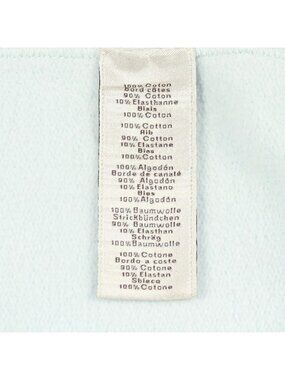 100% Coton
Bord côtes
90% Coton
10% Elasthanne
Biais
100% Coton
100% Cotton
Rib
90% Cotton
10% Elastane
Bias
100% Cotton
100% Algodón
Borde de canalé
90% Algodón
10% Elastano
Bies
100% Algodón
100% Baumwolle
Strickbündchen
90% Baumwolle
10% Elasthan
Schräg
100% Baumwolle
100% Cotone
Bordo a coste
90% Cotone
10% Elastan
Sbieco
100% Cotone